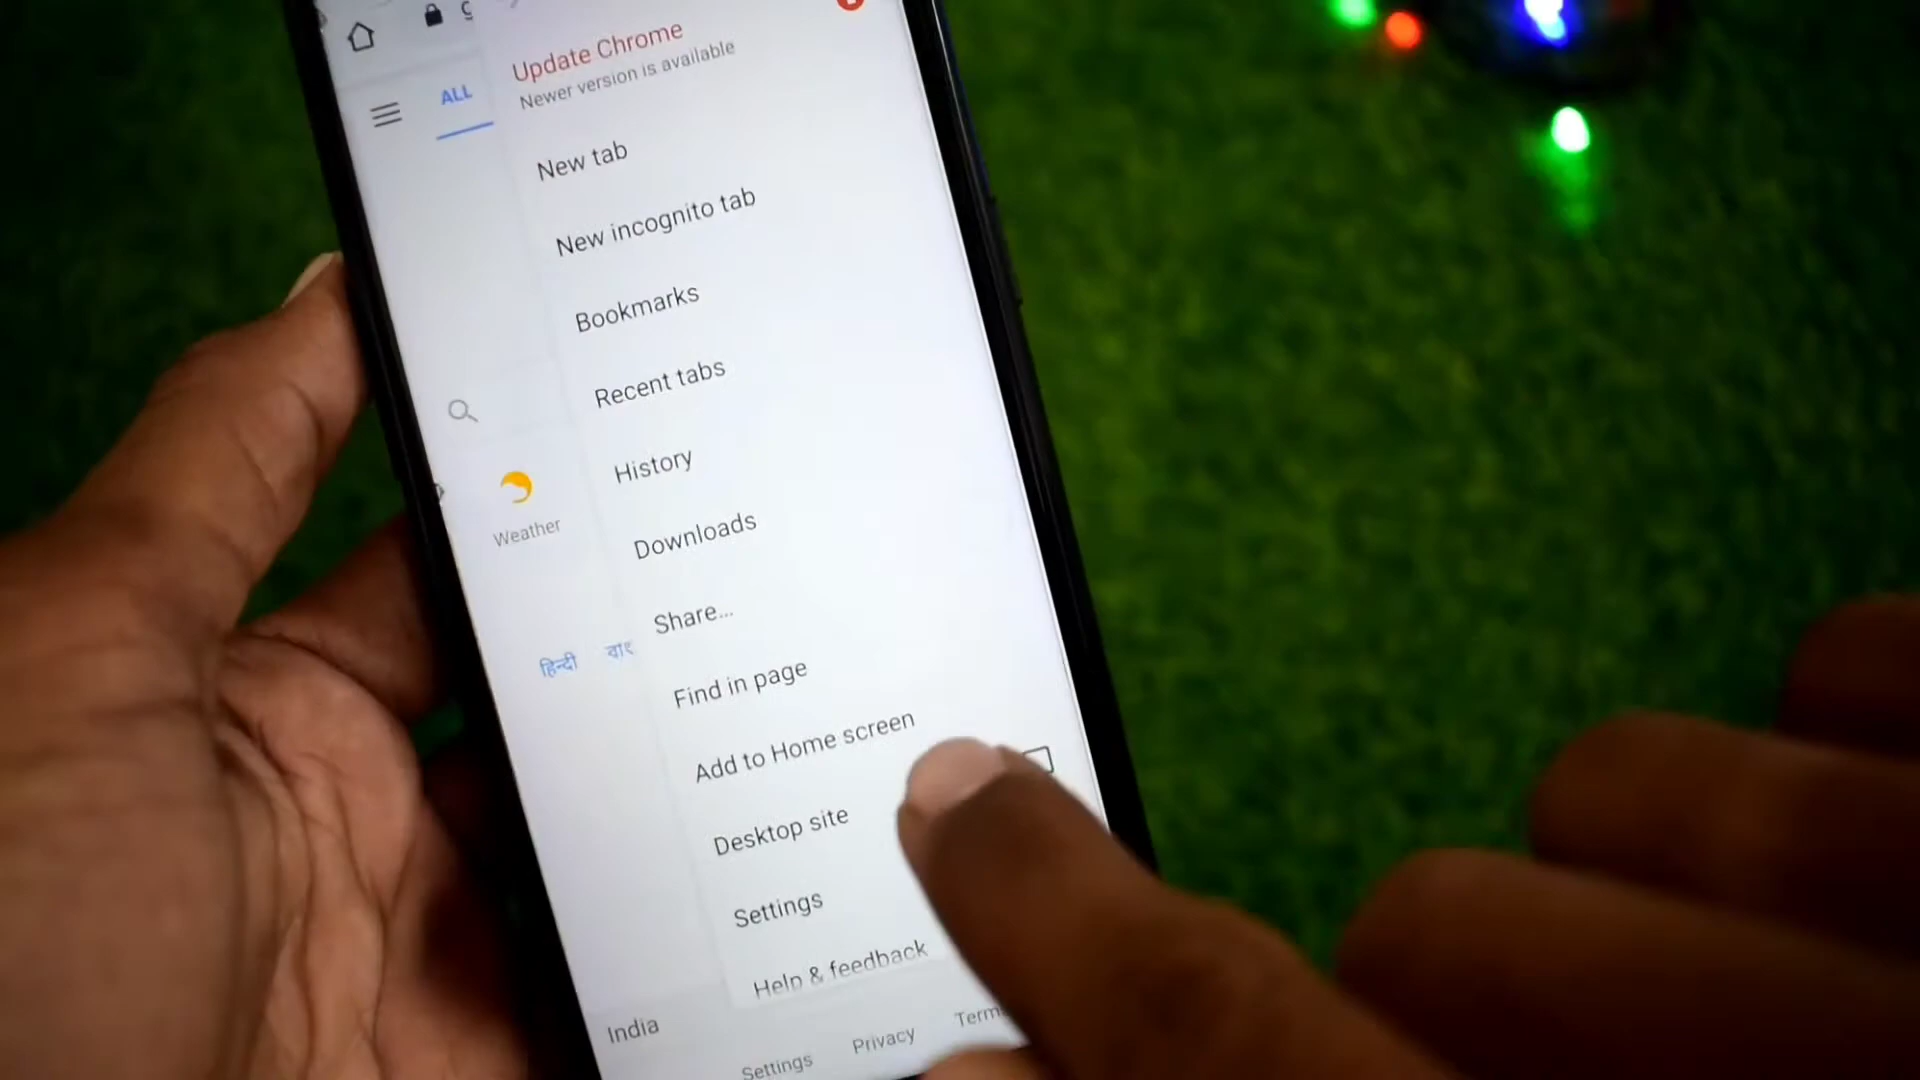 Update Chrome
Newer version is available
ALL
New tab
New incognito tab
Bookmarks
Recent tabs
History
Downloads
Weather
Share...
हिन्दी
Find in page
Add to Home screen
Desktop site
Settings
Help & feedback
India
Settings
Privacy